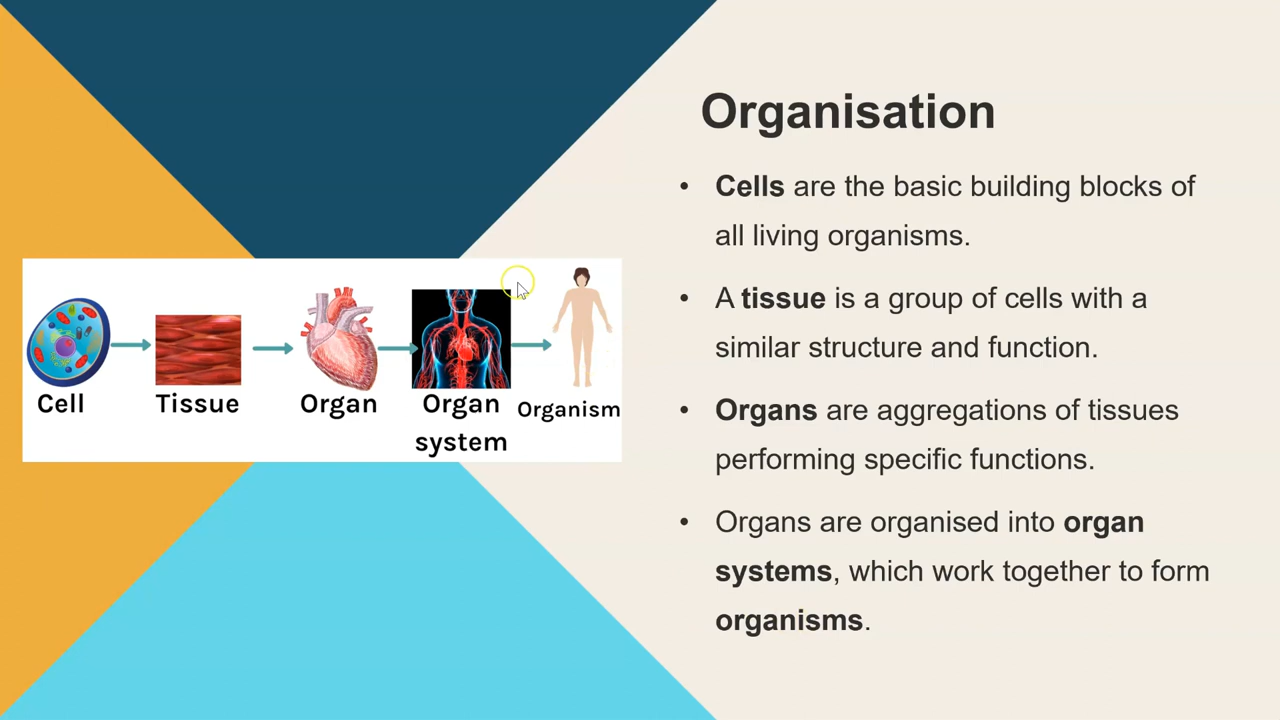 Organisation
• Cells are the basic building blocks of
all living organisms.
• A tissue is a group of cells with a
similar structure and function.
• Organs are aggregations of tissues
performing specific functions.
• Organs are organised into organ
systems, which work together to form
organisms.
Cell
Tissue
Organ
Organ
system
Organism